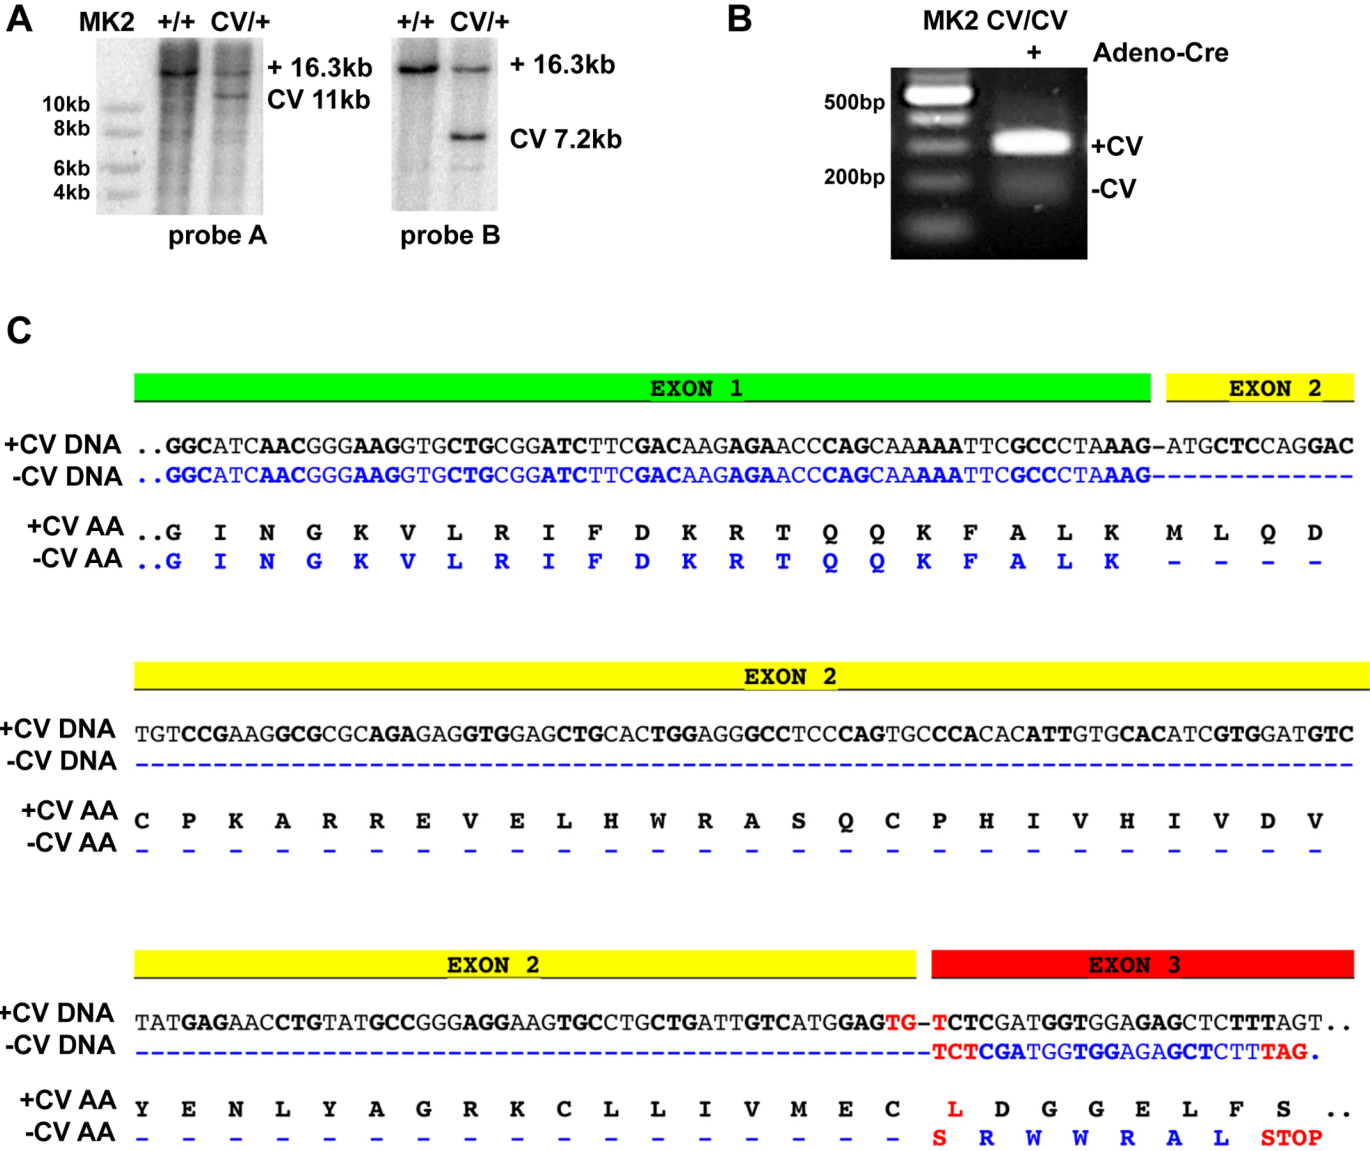 A
MK2 +/+ CV/+
+ 16.3kb
CV 11kb
10kb
8kb
6kb
4kb
probe A
+/+ CV/+
+ 16.3kb
CV 7.2kb
probe B
B
MK2 CV/CV
+ Adeno-Cre
500bp
200bp
+CV
-CV
C
EXON 1 EXON 2
+CV DNA ..GGCATCAACGGGAAGGTGCTGCGGATCTTCGACAAGAGAACCCAGCAAAAATTCGCCCTAAAG-ATGCTCCAGGAC
-CV DNA ..GGCATCAACGGGAAGGTGCTGCGGATCTTCGACAAGAGAACCCAGCAAAAATTCGCCCTAAAG-------------
+CV AA ..G I N G K V L R I F D K R T Q Q K F A L K M L Q D
-CV AA ..G I N G K V L R I F D K R T Q Q K F A L K - - - -
EXON 2
+CV DNA TGTCCGAAGGCGCGCAGAGAGGTGGAGCTGCACTGGAGGGCCTCCCAGTGCCCACACATTGTGCACATCGTGGATGTC
-CV DNA ------------------------------------------------------------------------------
+CV AA C P K A R R E V E L H W R A S Q C P H I V H I V D V
-CV AA - - - - - - - - - - - - - - - - - - - - - - - - - -
EXON 2 EXON 3
+CV DNA TATGAGAACCTGTATGCCGGGAGGAAGTGCCTGCTGATTGTCATGGAGTG-TCTCGATGGTGGAGAGCTCTTTAGT..
-CV DNA ---------------------------------------------------TCTCGATGGTGGAGAGCTCTTTAG.
+CV AA Y E N L Y A G R K C L L I V M E C L D G G E L F S ..
-CV AA - - - - - - - - - - - - - - - - - S R W W R A L STOP